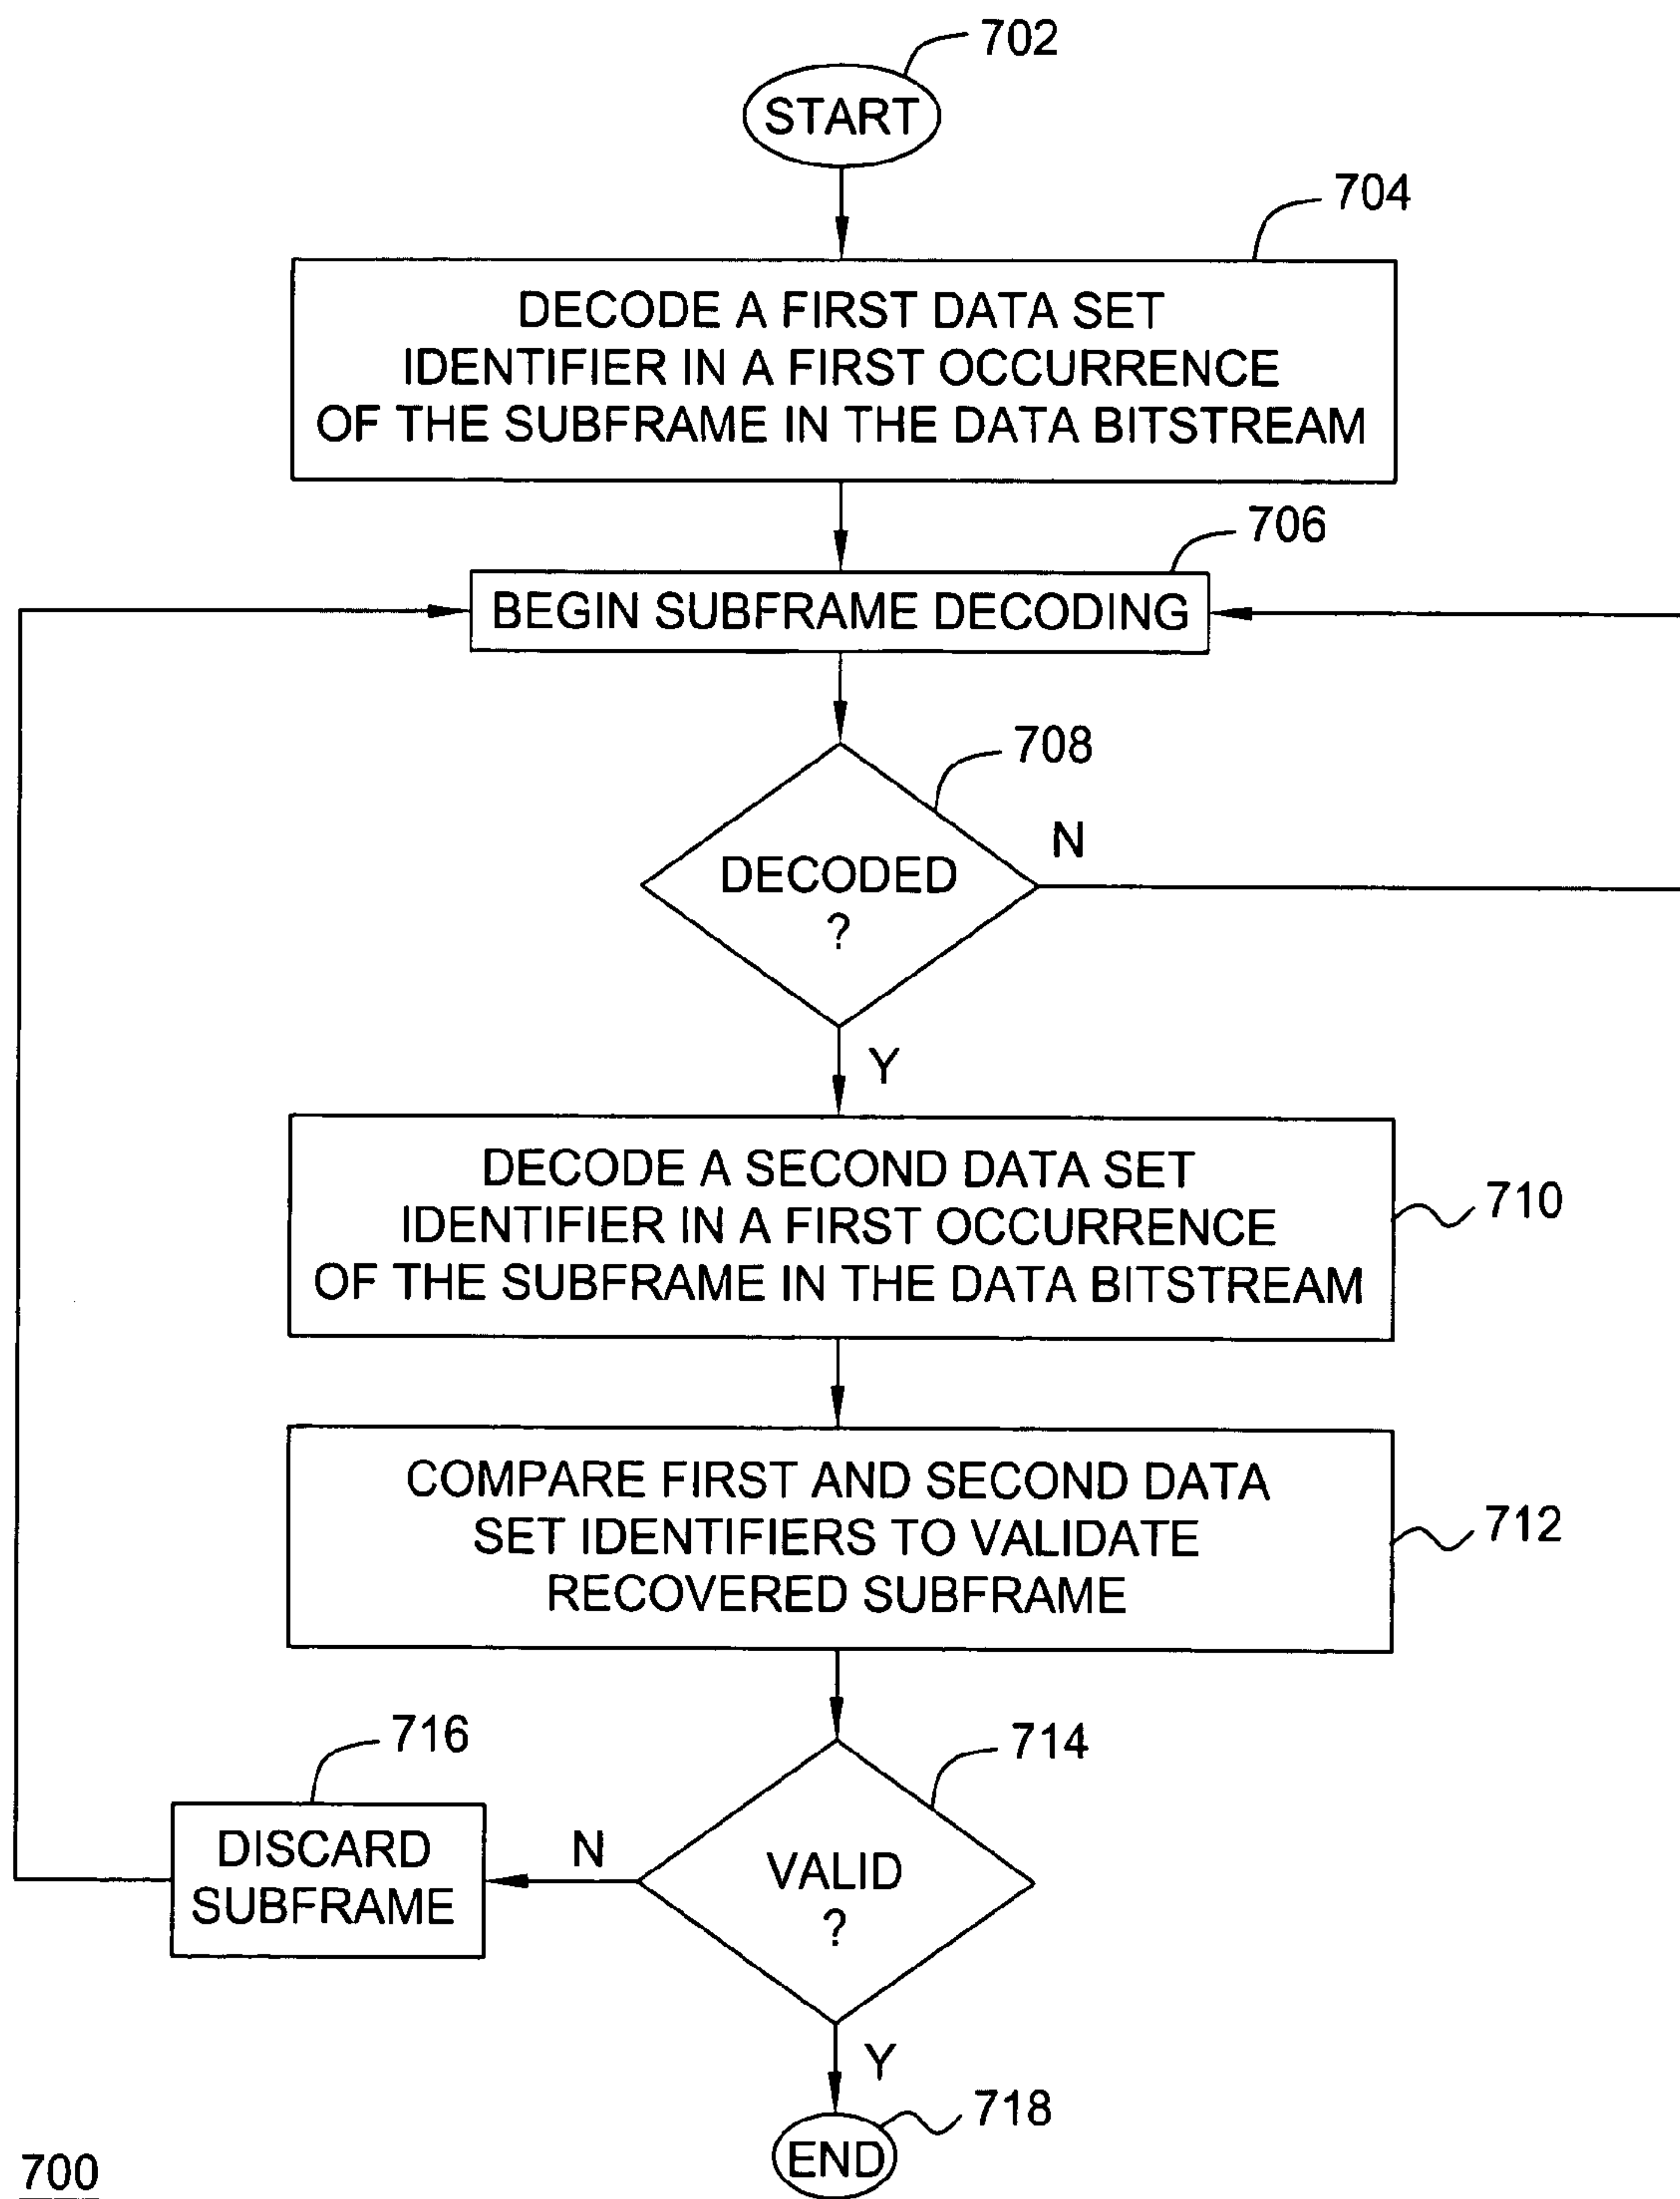 702
START
704
DECODE A FIRST DATA SET
IDENTIFIER IN A FIRST OCCURRENCE
OF THE SUBFRAME IN THE DATA BITSTREAM
706
BEGIN SUBFRAME DECODING
708
N
DECODED
?
Y
DECODE A SECOND DATA SET
IDENTIFIER IN A FIRST OCCURRENCE
OF THE SUBFRAME IN THE DATA BITSTREAM
710
COMPARE FIRST AND SECOND DATA
SET IDENTIFIERS TO VALIDATE
RECOVERED SUBFRAME
712
716
714
DISCARD
SUBFRAME
N
VALID
?
Y
718
END
700